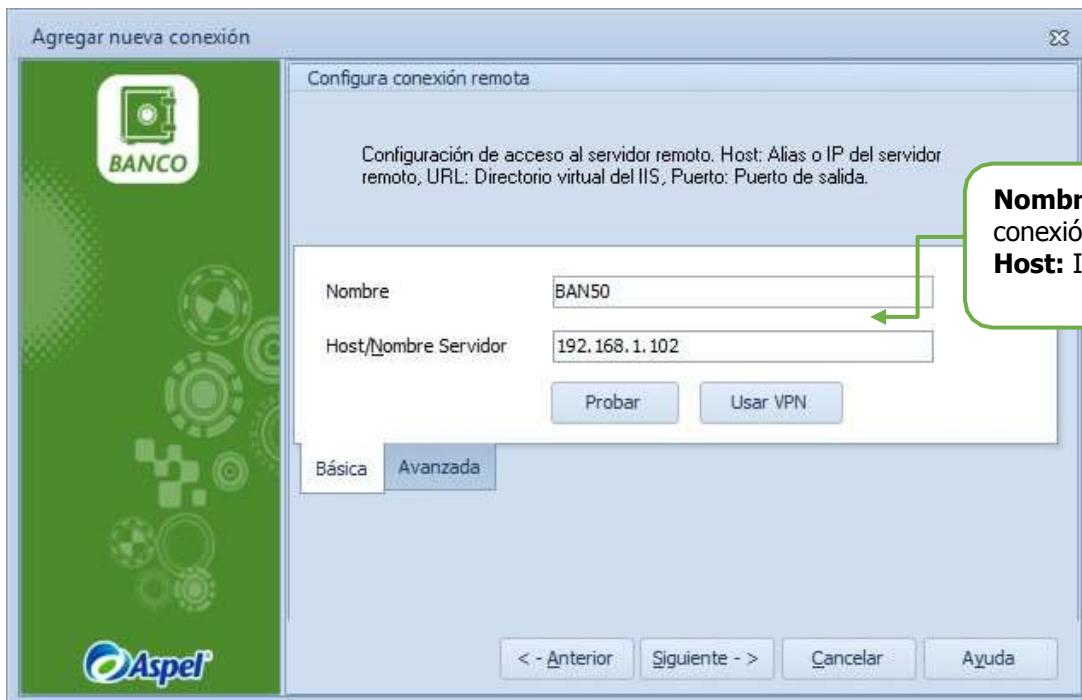 Agregar nueva conexión
BANCO
Configura conexión remota
Configuración de acceso al servidor remoto. Host: Alias o IP del servidor
remoto, URL: Directorio virtual del IIS, Puerto: Puerto de salida.
Nombre
BAN50
Host/Nombre Servidor
192.168.1.102
Probar
Usar VPN
Básica
Avanzada
Host:
Aspel
< - Anterior
Siguiente - >
Cancelar
Ayuda